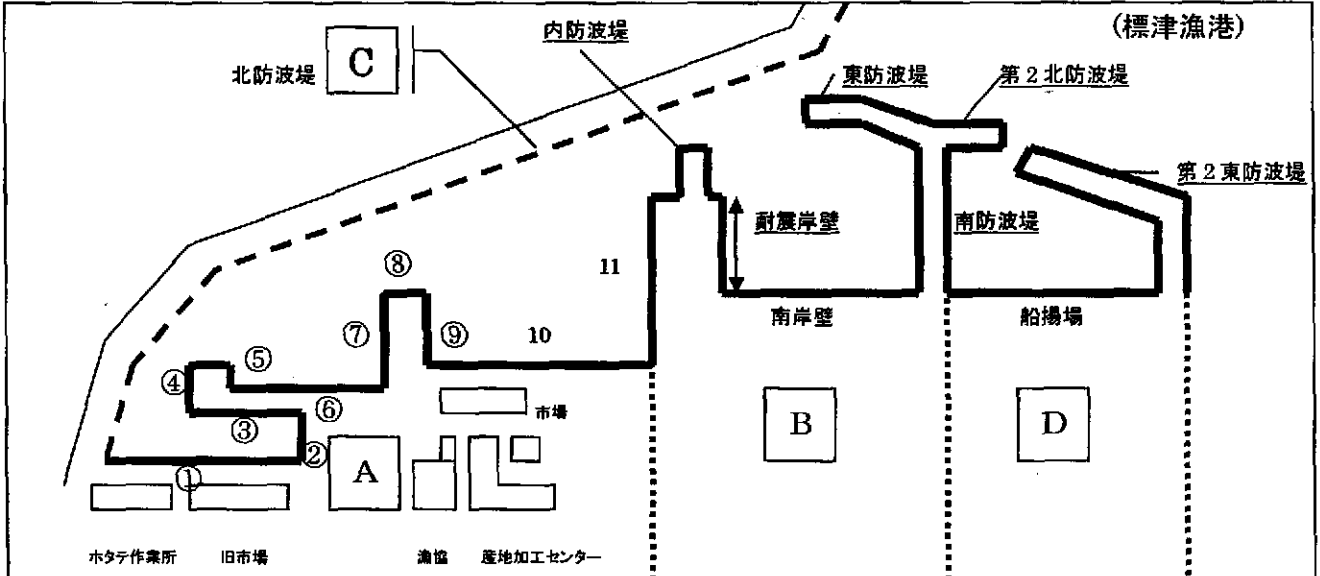 (標津漁港)
内防波堤
北防波堤
C
東防波堤
第2北防波堤
第2東防波堤
耐震岸壁
南防波堤
⑧
11
南岸壁
船揚場
⑦
⑨
10
⑤
④
⑥
市場
③
②
A
B
D
①
ホタテ作業所
旧市場
漁協
産地加工センター